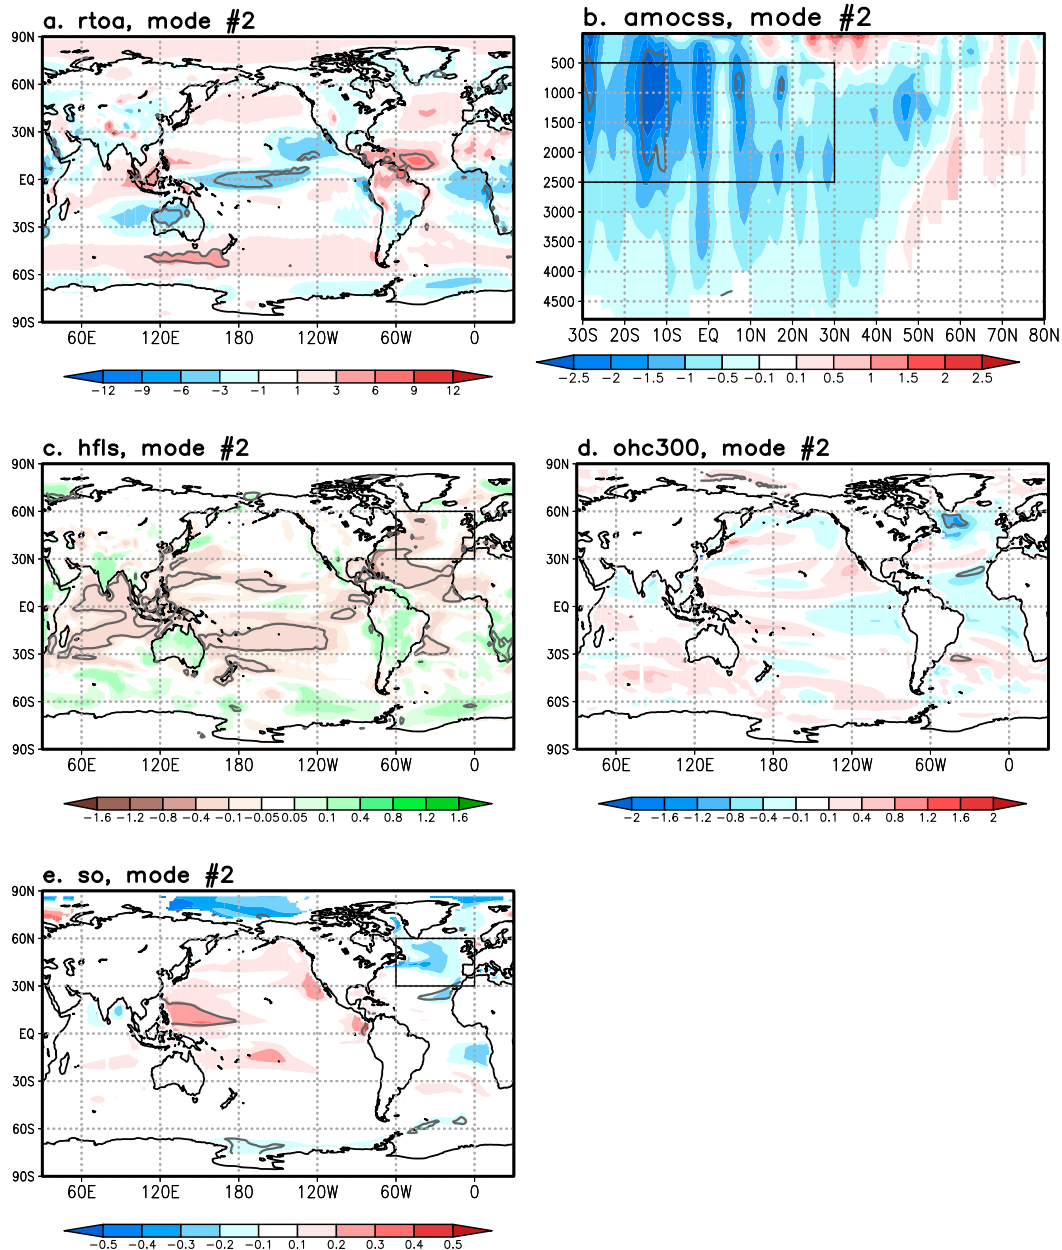 a. rtoa, mode #2
90N
60N
30N
EQ
30S
60S
90S
60E 120E 180 120W 60W 0
-12 -9 -6 -3 -1 1 3 6 9 12
b. amocss, mode #2
500
1000
1500
2000
2500
3000
3500
4000
4500
30S 20S 10S EQ 10N 20N 30N 40N 50N 60N 70N 80N
-2.5 -2 -1.5 -1 -0.5 -0.1 0.1 0.5 1 1.5 2 2.5
c. hfls, mode #2
90N
60N
30N
EQ
30S
60S
90S
60E 120E 180 120W 60W 0
-1.6 -1.2 -0.8 -0.4 -0.1 -0.05 0.05 0.1 0.4 0.8 1.2 1.6
d. ohc300, mode #2
90N
60N
30N
EQ
30S
60S
90S
60E 120E 180 120W 60W 0
-2 -1.6 -1.2 -0.8 -0.4 -0.1 0.1 0.4 0.8 1.2 1.6 2
e. so, mode #2
90N
60N
30N
EQ
30S
60S
90S
60E 120E 180 120W 60W 0
-0.5 -0.4 -0.3 -0.2 -0.1 0.1 0.2 0.3 0.4 0.5